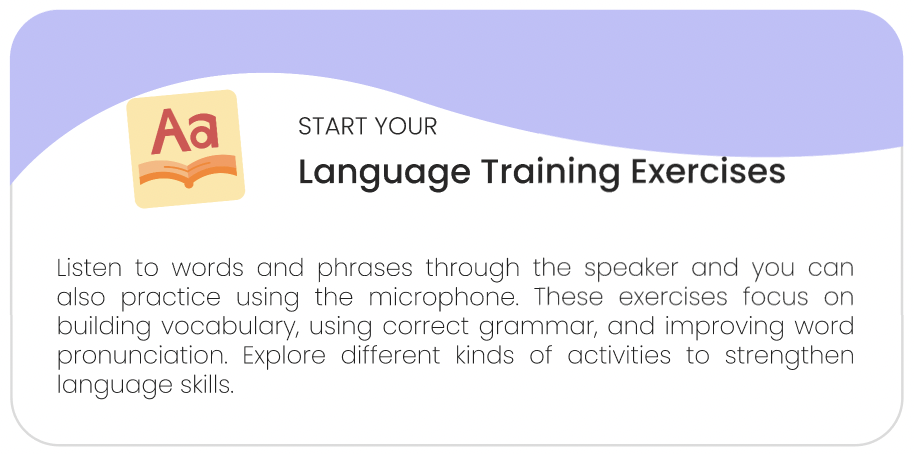 Aa
START YOUR
Language Training Exercises
Listen to words and phrases through the speaker and you can
also practice using the microphone. These exercises focus on
building vocabulary, using correct grammar, and improving word
pronunciation. Explore different kinds of activities to strengthen
language skills.